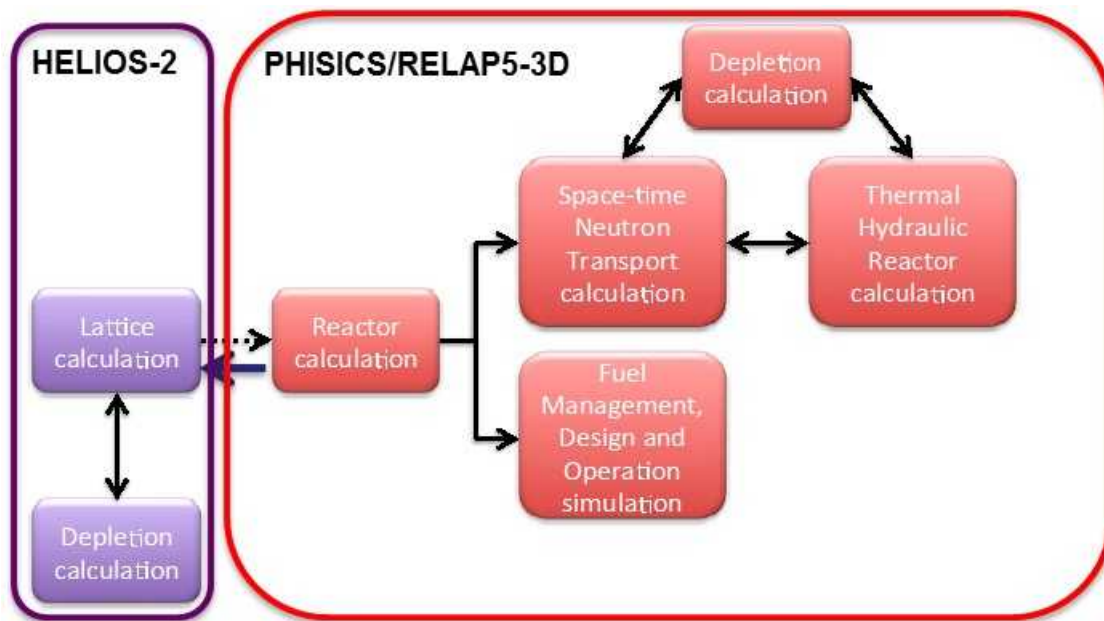 HELIOS-2
Lattice
calculation
Depletion
calculation
PHISICS/RELAP5-3D
Reactor
calculation
Depletion
calculation
Space-time
Neutron
Transport
calculation
Thermal
Hydraulic
Reactor
calculation
Fuel
Management,
Design and
Operation
simulation